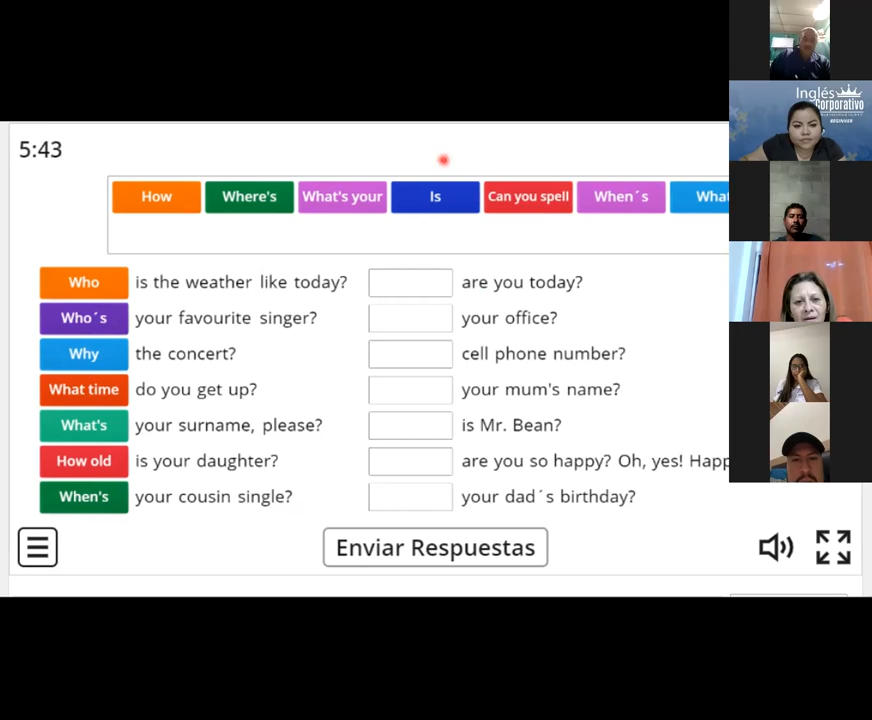 5:43
How Where's What's your Is Can you spell When´s What
Who is the weather like today? are you today?
Who´s your favourite singer? your office?
Why the concert? cell phone number?
What time do you get up? your mum's name?
What's your surname, please? is Mr. Bean?
How old is your daughter? are you so happy? Oh, yes! Happ
When's your cousin single? your dad´s birthday?
Enviar Respuestas
Inglés
Corporativo
BEGINNER